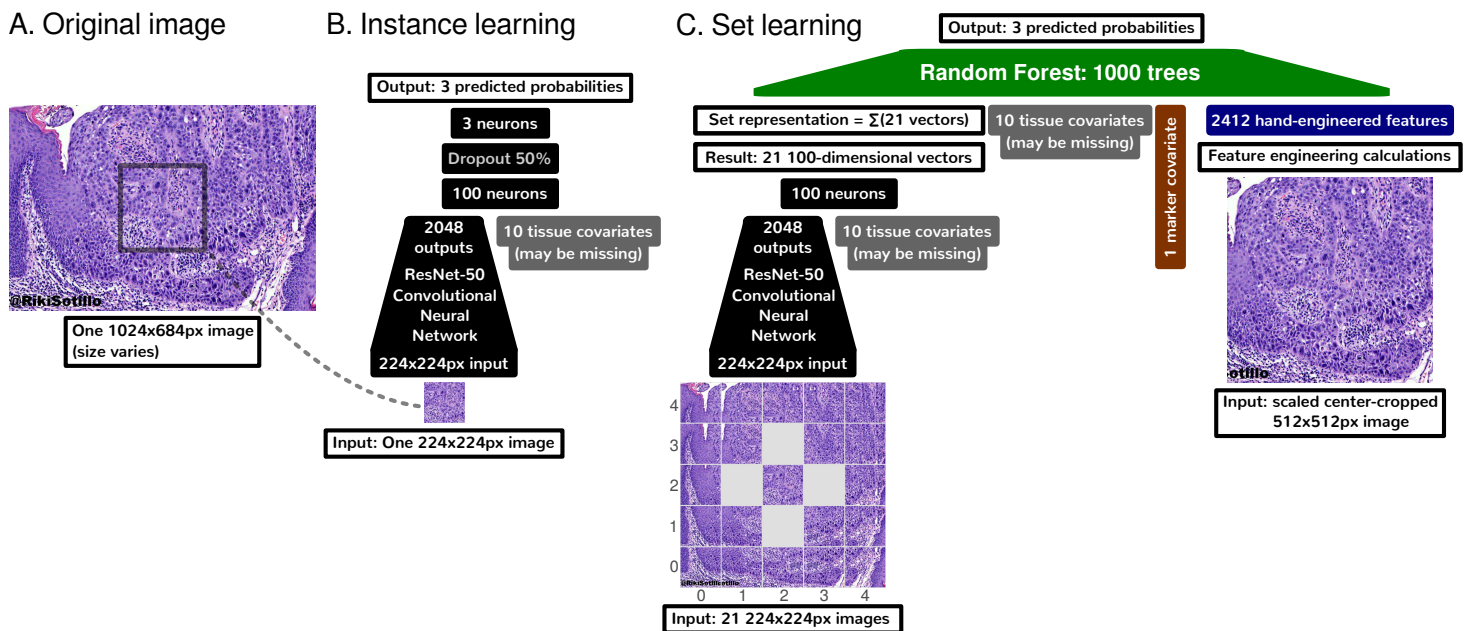 A. Original image
@RikiSotillo
One 1024x684px image
(size varies)
B. Instance learning
Output: 3 predicted probabilities
3 neurons
Dropout 50%
100 neurons
2048
outputs
10 tissue covariates
(may be missing)
ResNet-50
Convolutional
Neural
Network
224x224px input
Input: One 224x224px image
C. Set learning
Output: 3 predicted probabilities
Random Forest: 1000 trees
Set representation = Σ(21 vectors)
10 tissue covariates
(may be missing)
1 marker covariate
2412 hand-engineered features
Result: 21 100-dimensional vectors
Feature engineering calculations
100 neurons
2048
outputs
10 tissue covariates
(may be missing)
ResNet-50
Convolutional
Neural
Network
224x224px input
4
3
2
1
0
@RikiSotillotillo
0 1 2 3 4
Input: 21 224x224px images
sotillo
Input: scaled center-cropped
512x512px image